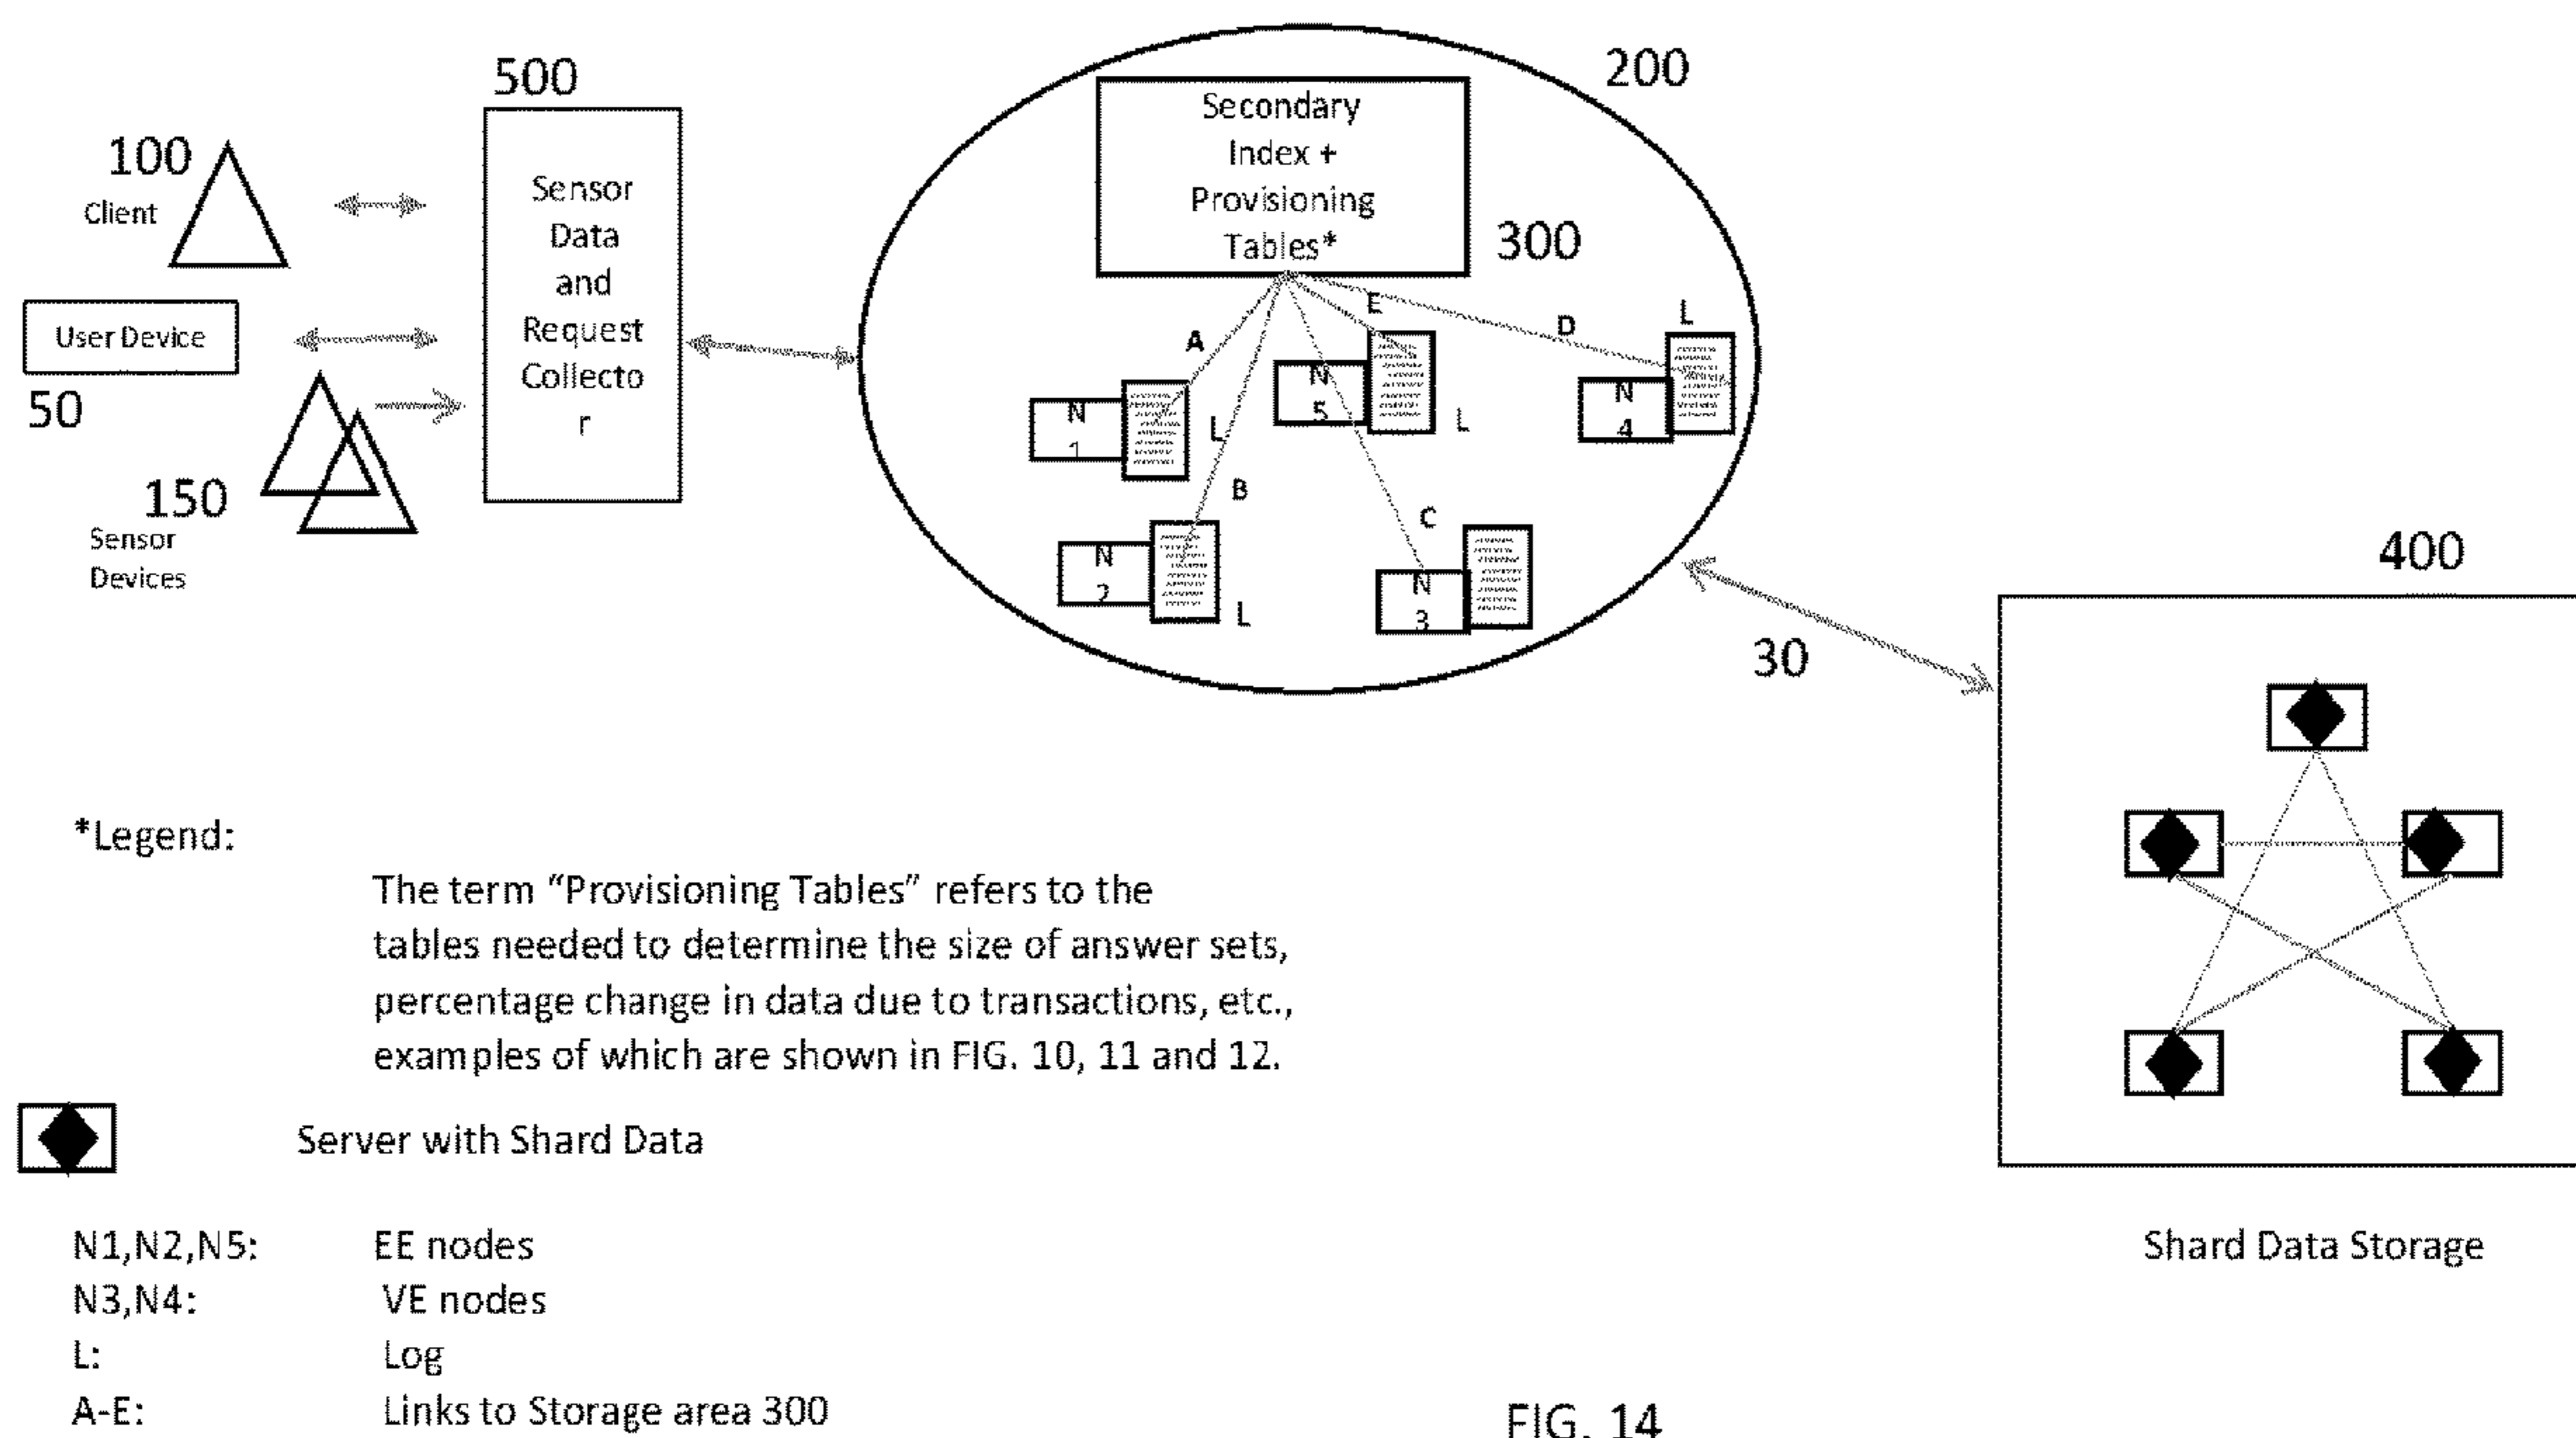 500
100
Client
User Device
50
150
Sensor
Devices
Sensor
Data
and
Request
Collecto
r
200
Secondary
Index +
Provisioning
Tables*
300
A
B
C
D
E
N
1
L
N
2
L
N
3
N
4
L
N
5
L
30
400
Shard Data Storage
*Legend:
The term “Provisioning Tables” refers to the
tables needed to determine the size of answer sets,
percentage change in data due to transactions, etc.,
examples of which are shown in FIG. 10, 11 and 12.
Server with Shard Data
N1,N2,N5: EE nodes
N3,N4: VE nodes
L: Log
A-E: Links to Storage area 300
FIG. 14